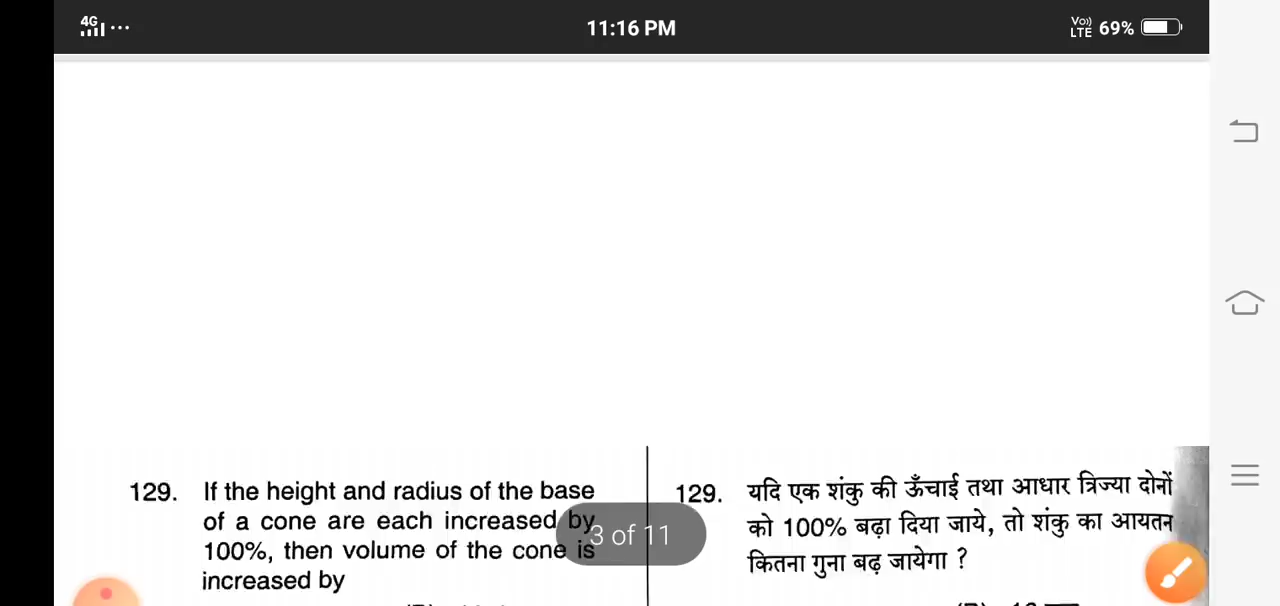 4G ... 11:16 PM Vo)) LTE 69%
129. If the height and radius of the base
of a cone are each increased by
100%, then volume of the cone is
increased by
3 of 11
129. यदि एक शंकु की ऊँचाई तथा आधार त्रिज्या दोनों
को 100% बढ़ा दिया जाये, तो शंकु का आयतन
कितना गुना बढ़ जायेगा ?